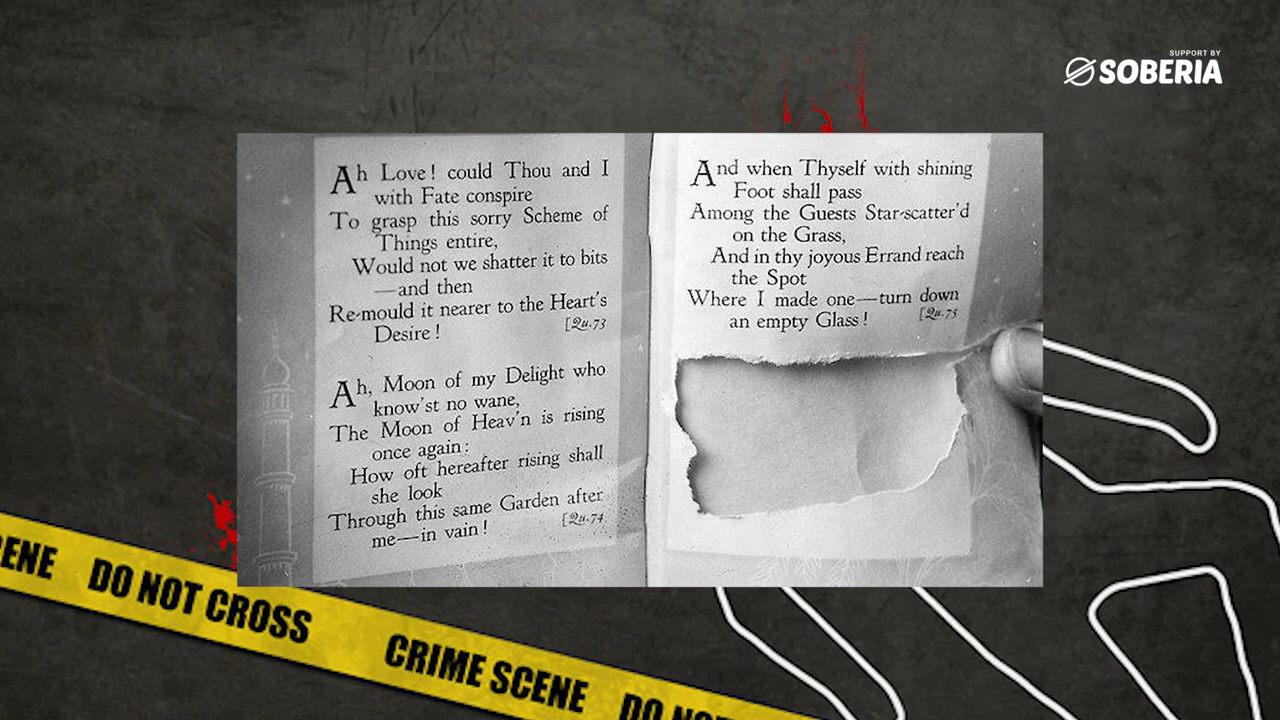 SUPPORT BY
SOBERIA
Ah Love! could Thou and I
with Fate conspire
To grasp this sorry Scheme of
Things entire,
Would not we shatter it to bits
—and then
Re-mould it nearer to the Heart's
Desire!
[Qu. 73
Ah, Moon of my Delight who
know'st no wane,
The Moon of Heav'n is rising
once again:
How oft hereafter rising shall
she look
Through this same Garden after
me—in vain!
[Qu. 74
And when Thyself with shining
Foot shall pass
Among the Guests Star-scatter'd
on the Grass,
And in thy joyous Errand reach
the Spot
Where I made one—turn down
an empty Glass!
[Qu. 75
ENE DO NOT CROSS CRIME SCENE DO NOT